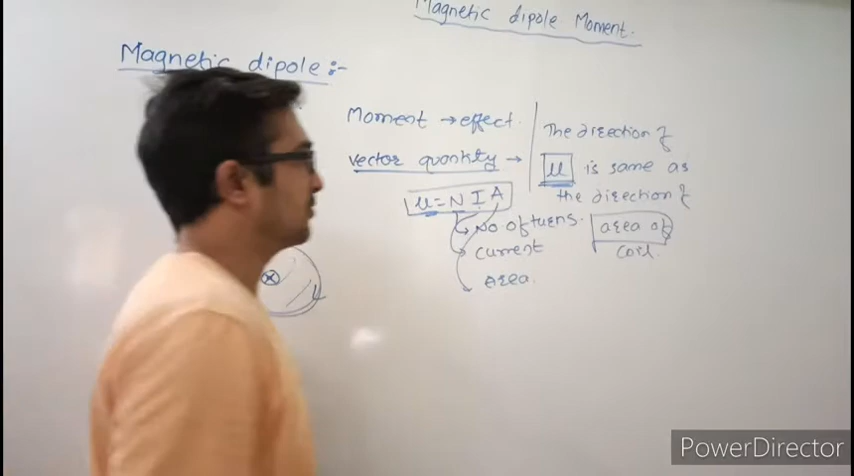 Magnetic dipole Moment.
Magnetic dipole :-
Moment → effect.
vector quantity →
μ = N I A
No of turns.
current
Area.
The direction of
μ is same as
the direction of
area of
coil.
PowerDirector